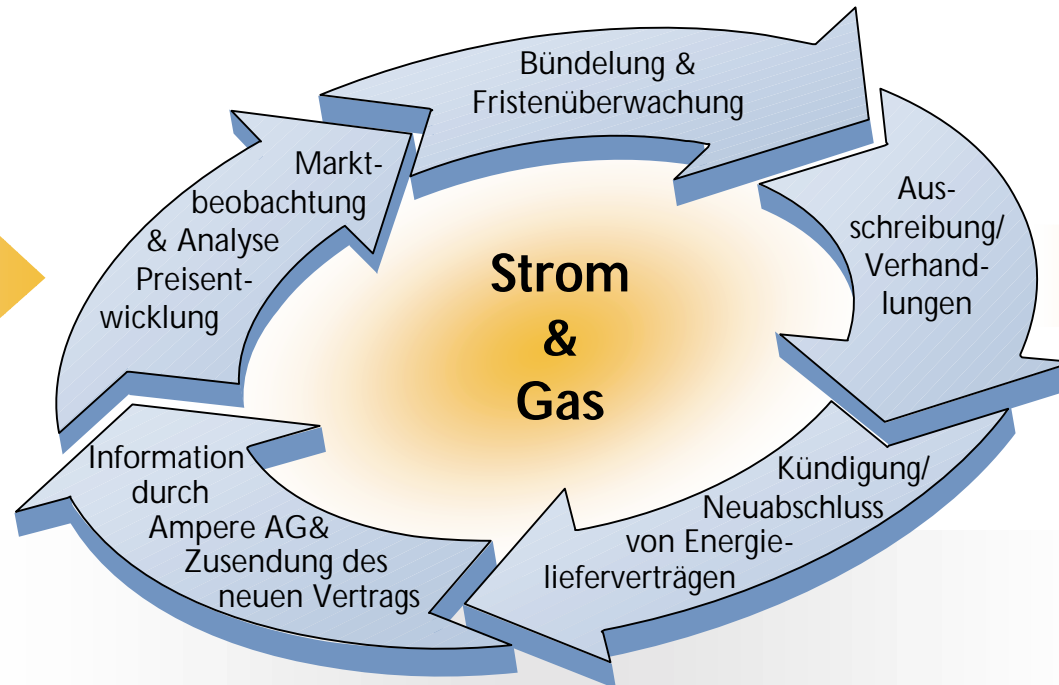 Bündelung &
Fristenüberwachung
Aus-
schreibung/
Verhand-
lungen
Kündigung/
Neuabschluss
von Energie-
lieferverträgen
Information
durch
Ampere AG&
Zusendung des
neuen Vertrags
Markt-
beobachtung
& Analyse
Preisent-
wicklung
Strom
&
Gas